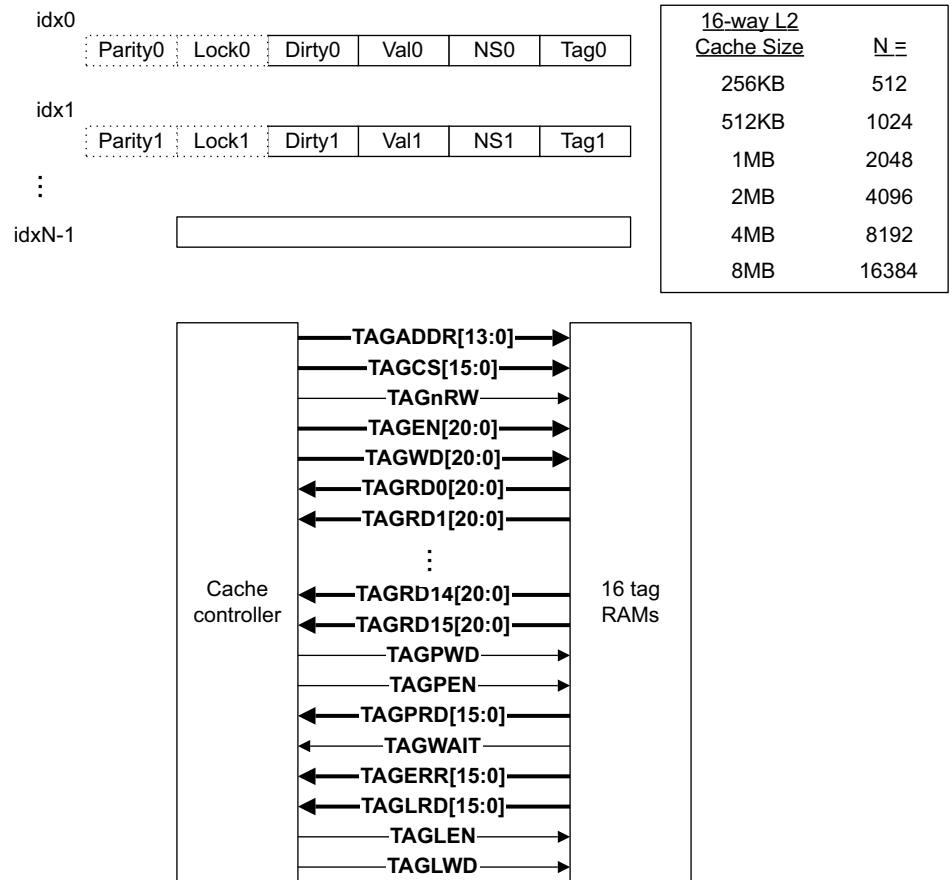 idx0
Parity0 Lock0 Dirty0 Val0 NS0 Tag0
idx1
Parity1 Lock1 Dirty1 Val1 NS1 Tag1
⋮
idxN-1
16-way L2
Cache Size N =
256KB 512
512KB 1024
1MB 2048
2MB 4096
4MB 8192
8MB 16384
Cache
controller
TAGADDR[13:0]
TAGCS[15:0]
TAGnRW
TAGEN[20:0]
TAGWD[20:0]
TAGRD0[20:0]
TAGRD1[20:0]
⋮
TAGRD14[20:0]
TAGRD15[20:0]
TAGPWD
TAGPEN
TAGPRD[15:0]
TAGWAIT
TAGERR[15:0]
TAGLRD[15:0]
TAGLEN
TAGLWD
16 tag
RAMs